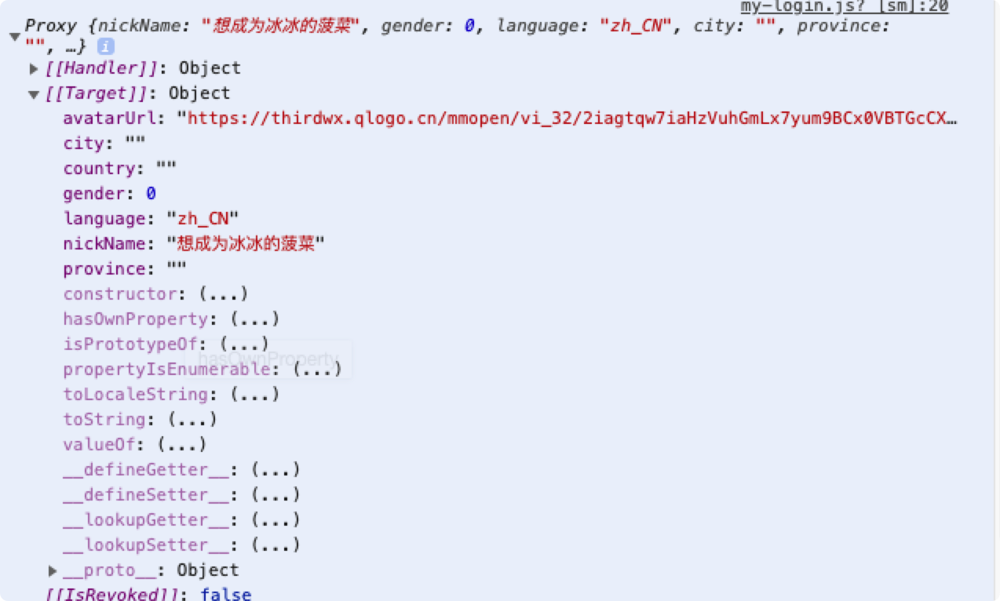 my-login.js? [sm]:20
Proxy {nickName: "想成为冰冰的菠菜", gender: 0, language: "zh_CN", city: "", province:
"", …}
[[Handler]]: Object
[[Target]]: Object
avatarUrl: "https://thirdwx.qlogo.cn/mmopen/vi_32/2iagtqw7iaHzVuhGmLx7yum9BCx0VBTGcCX…
city: ""
country: ""
gender: 0
language: "zh_CN"
nickName: "想成为冰冰的菠菜"
province: ""
constructor: (...)
hasOwnProperty: (...)
isPrototypeOf: (...)
hasOwnProperty
propertyIsEnumerable: (...)
toLocaleString: (...)
toString: (...)
valueOf: (...)
__defineGetter__: (...)
__defineSetter__: (...)
__lookupGetter__: (...)
__lookupSetter__: (...)
__proto__: Object
[[IsRevoked]]: false